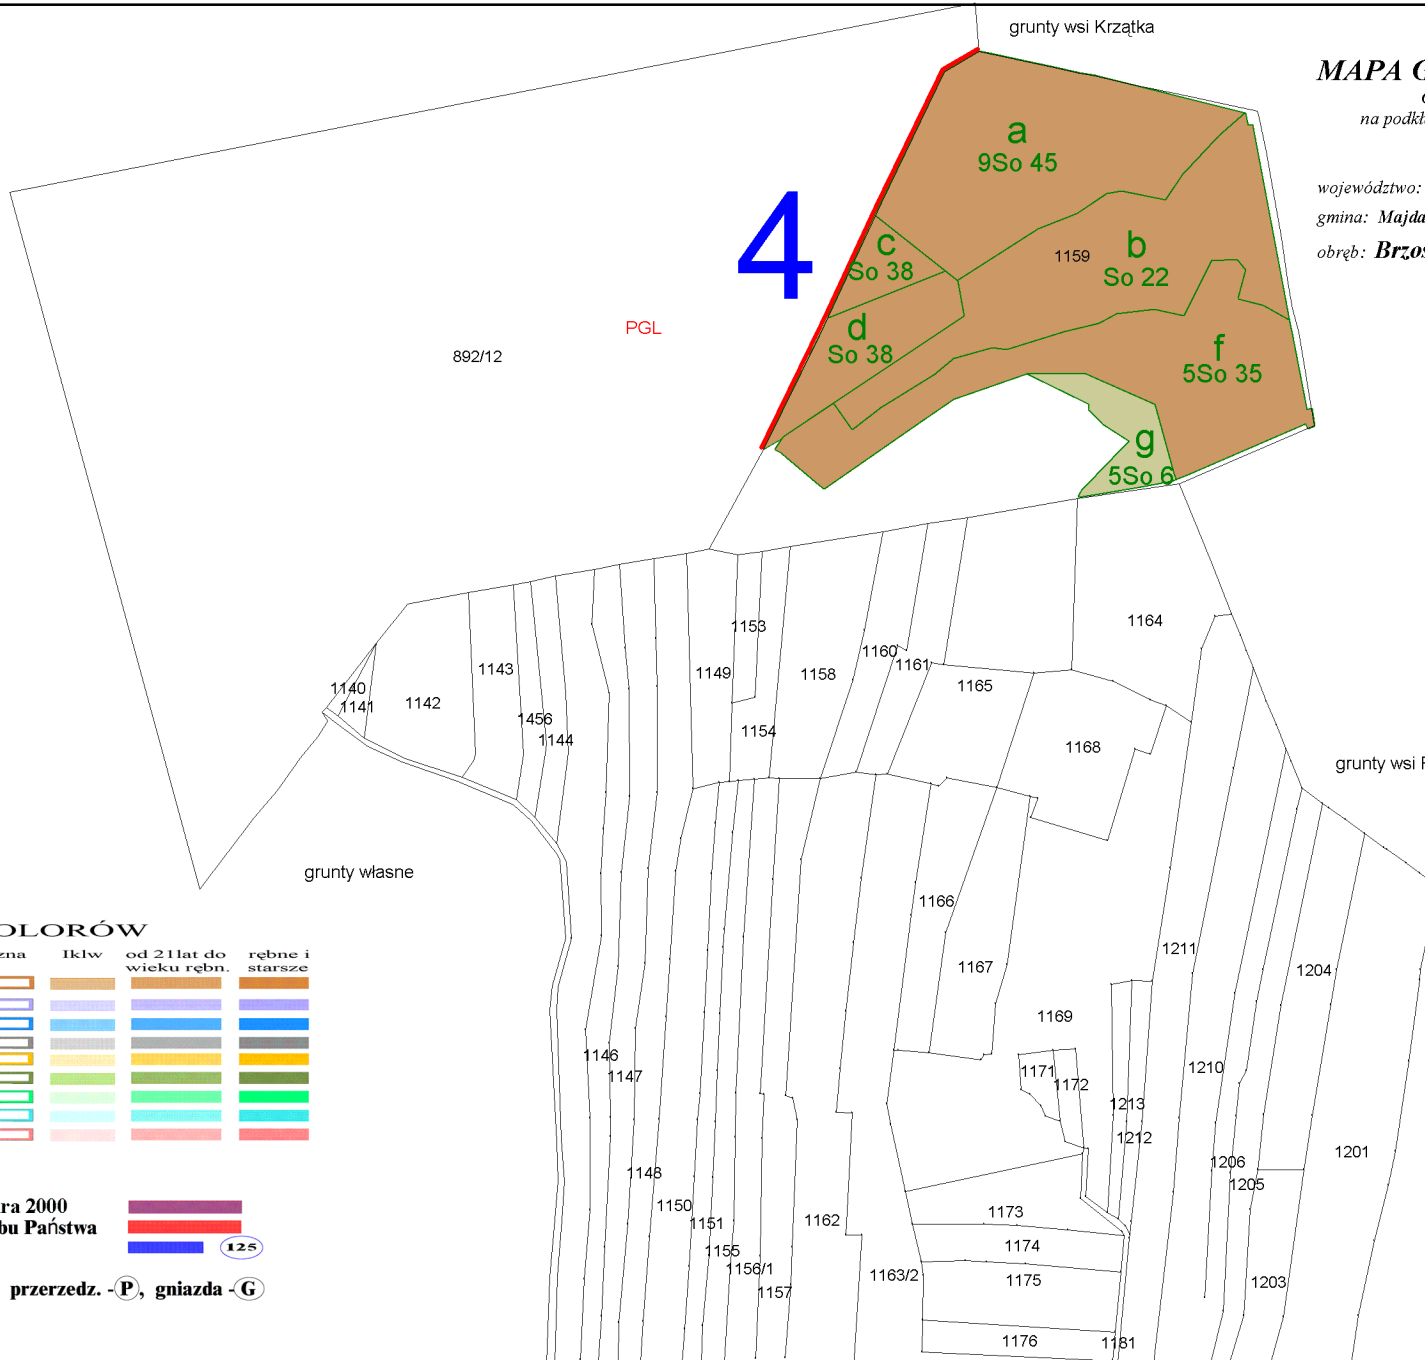 grunty wsi Krzątka
MAPA G
na podkł
województwo:
gmina: Majda
obręb: Brzos
4
a
9So 45
c
So 38
b
1159
So 22
d
So 38
f
5So 35
g
5So 6
PGL
892/12
1153
1164
1143
1149
1158
1160
1161
1165
1140
1141
1142
1456
1144
1154
1168
grunty wsi
grunty własne
1166
1211
1167
1204
OLORÓW
zna Iklw od 21lat do rębne i
wieku rębn. starsze
1169
1146
1147
1171
1172
1210
1213
1212
1201
1206
1205
1148
1150
1151
1162
1173
1155
1174
1156/1
1157
1163/2
1175
1203
1176
1181
ra 2000
bu Państwa
125
przerzedz. -P, gniazda -G